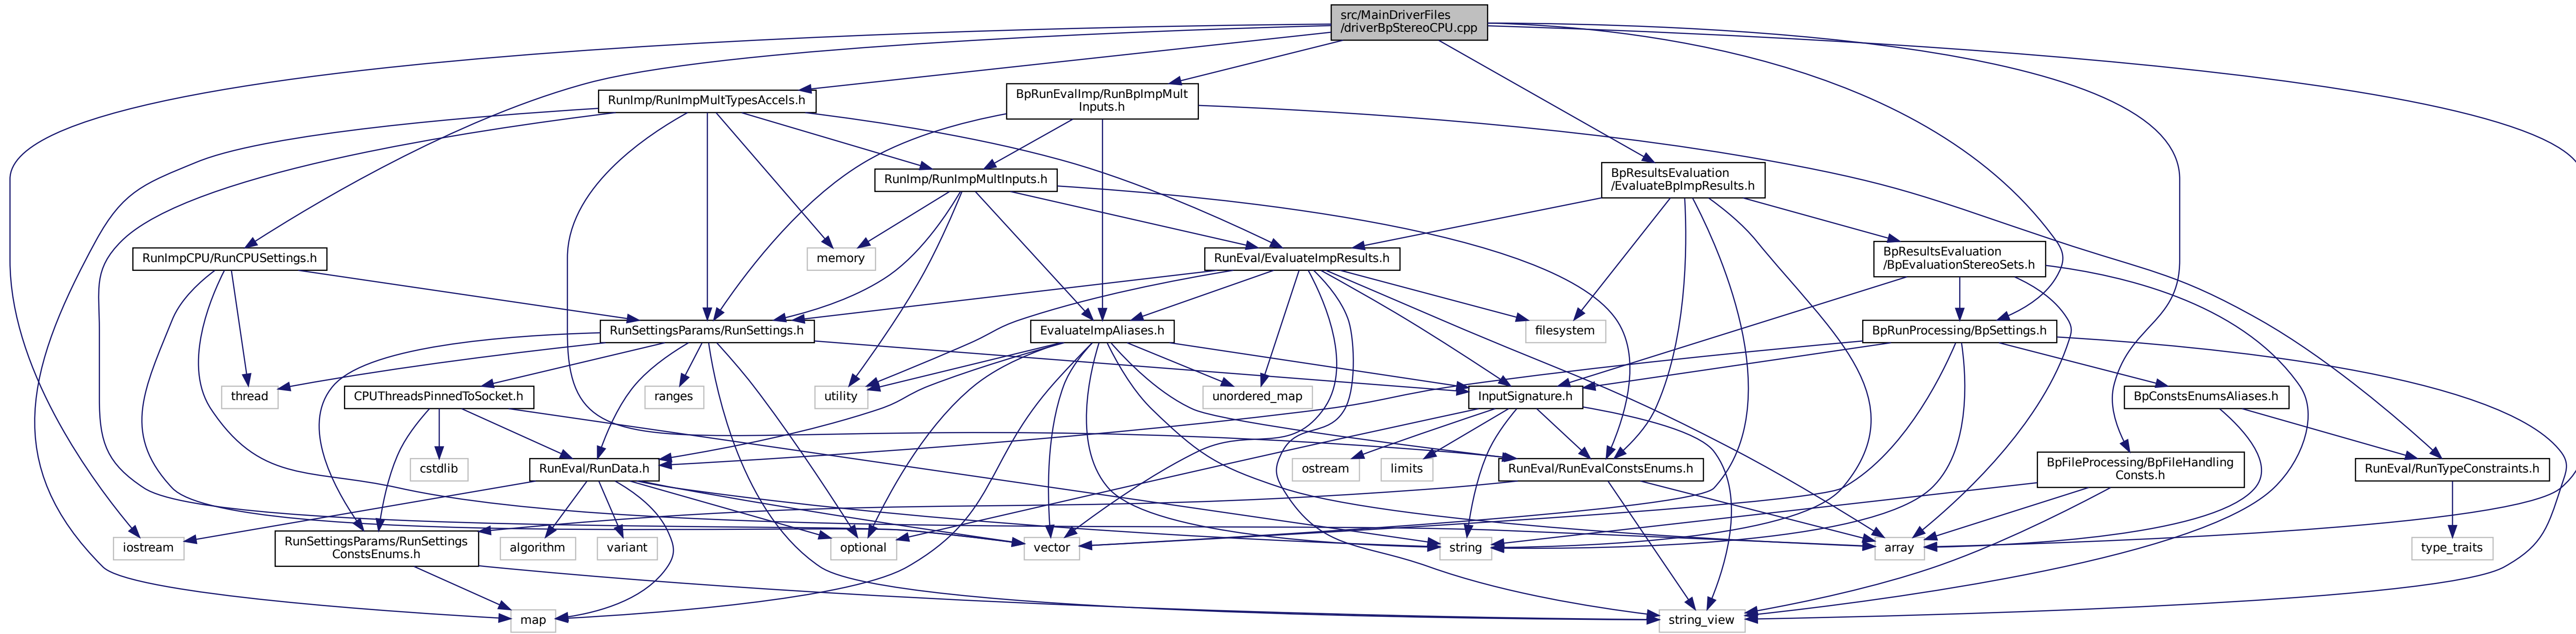 src/MainDriverFiles
/driverBpStereoCPU.cpp
RunImp/RunImpMultTypesAccels.h
BpRunEvalImp/RunBpImpMult
Inputs.h
RunImp/RunImpMultInputs.h
BpResultsEvaluation
/EvaluateBpImpResults.h
RunImpCPU/RunCPUSettings.h
memory
RunEval/EvaluateImpResults.h
BpResultsEvaluation
/BpEvaluationStereoSets.h
RunSettingsParams/RunSettings.h
EvaluateImpAliases.h
filesystem
BpRunProcessing/BpSettings.h
thread
CPUThreadsPinnedToSocket.h
ranges
utility
unordered_map
InputSignature.h
BpConstsEnumsAliases.h
cstdlib
RunEval/RunData.h
ostream
limits
RunEval/RunEvalConstsEnums.h
BpFileProcessing/BpFileHandling
Consts.h
RunEval/RunTypeConstraints.h
iostream
RunSettingsParams/RunSettings
ConstsEnums.h
algorithm
variant
optional
vector
string
array
type_traits
map
string_view